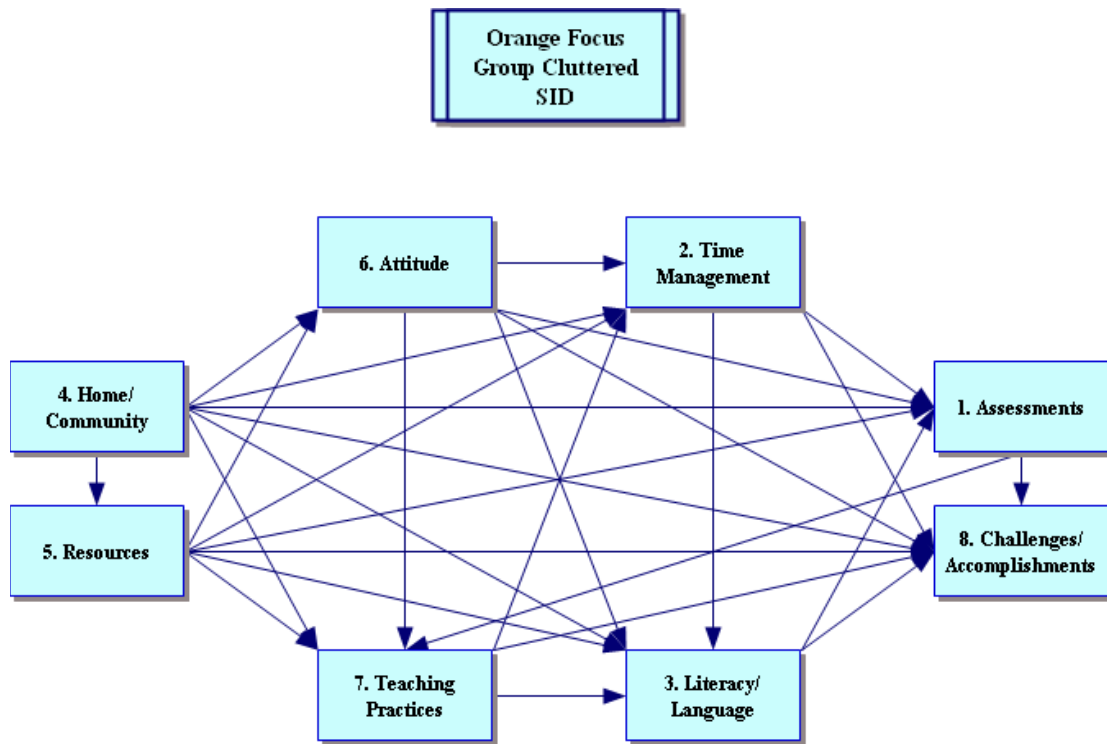 Orange Focus
Group Cluttered
SID
6. Attitude
2. Time
Management
4. Home/
Community
1. Assessments
5. Resources
8. Challenges/
Accomplishments
7. Teaching
Practices
3. Literacy/
Language